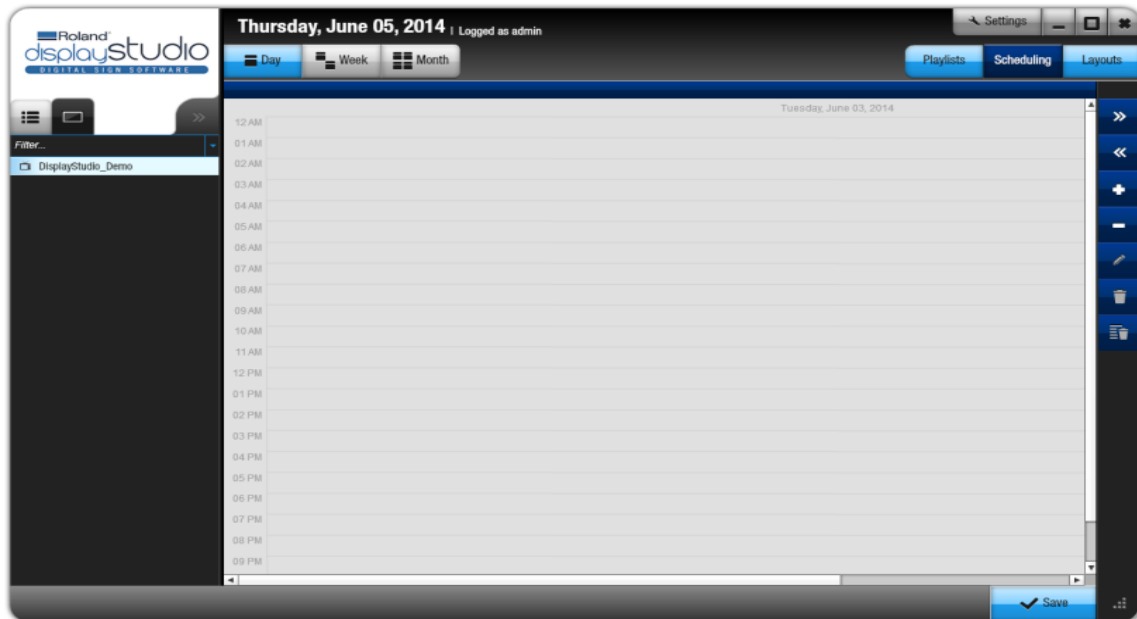 Roland
displaystudio
DIGITAL SIGN SOFTWARE
Thursday, June 05, 2014 | Logged as admin
Settings
Day
Week
Month
Playlists
Scheduling
Layouts
Filter...
DisplayStudio_Demo
Tuesday, June 03, 2014
12 AM
01 AM
02 AM
03 AM
04 AM
05 AM
06 AM
07 AM
08 AM
09 AM
10 AM
11 AM
12 PM
01 PM
02 PM
03 PM
04 PM
05 PM
06 PM
07 PM
08 PM
09 PM
Save